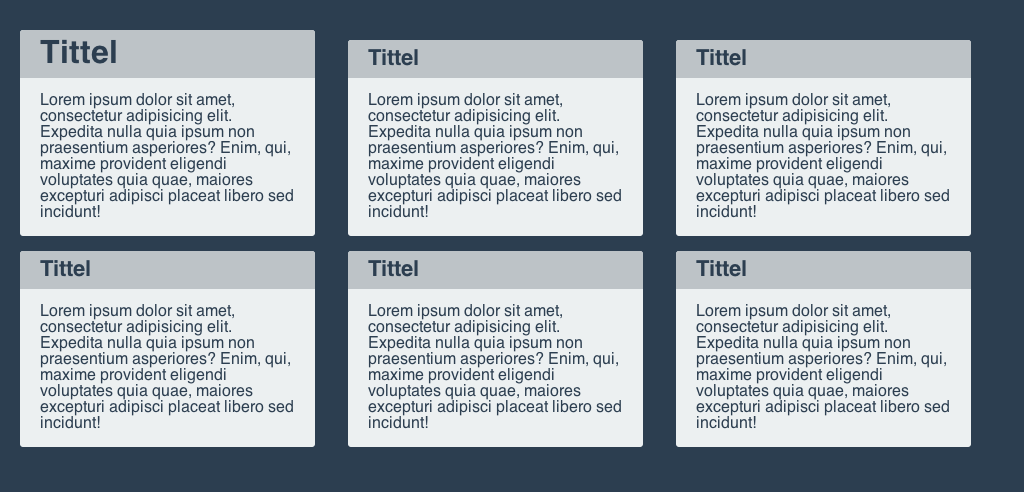 Tittel
Lorem ipsum dolor sit amet,
consectetur adipisicing elit.
Expedita nulla quia ipsum non
praesentium asperiores? Enim, qui,
maxime provident eligendi
voluptates quia quae, maiores
excepturi adipisci placeat libero sed
incidunt!
Tittel
Lorem ipsum dolor sit amet,
consectetur adipisicing elit.
Expedita nulla quia ipsum non
praesentium asperiores? Enim, qui,
maxime provident eligendi
voluptates quia quae, maiores
excepturi adipisci placeat libero sed
incidunt!
Tittel
Lorem ipsum dolor sit amet,
consectetur adipisicing elit.
Expedita nulla quia ipsum non
praesentium asperiores? Enim, qui,
maxime provident eligendi
voluptates quia quae, maiores
excepturi adipisci placeat libero sed
incidunt!
Tittel
Lorem ipsum dolor sit amet,
consectetur adipisicing elit.
Expedita nulla quia ipsum non
praesentium asperiores? Enim, qui,
maxime provident eligendi
voluptates quia quae, maiores
excepturi adipisci placeat libero sed
incidunt!
Tittel
Lorem ipsum dolor sit amet,
consectetur adipisicing elit.
Expedita nulla quia ipsum non
praesentium asperiores? Enim, qui,
maxime provident eligendi
voluptates quia quae, maiores
excepturi adipisci placeat libero sed
incidunt!
Tittel
Lorem ipsum dolor sit amet,
consectetur adipisicing elit.
Expedita nulla quia ipsum non
praesentium asperiores? Enim, qui,
maxime provident eligendi
voluptates quia quae, maiores
excepturi adipisci placeat libero sed
incidunt!